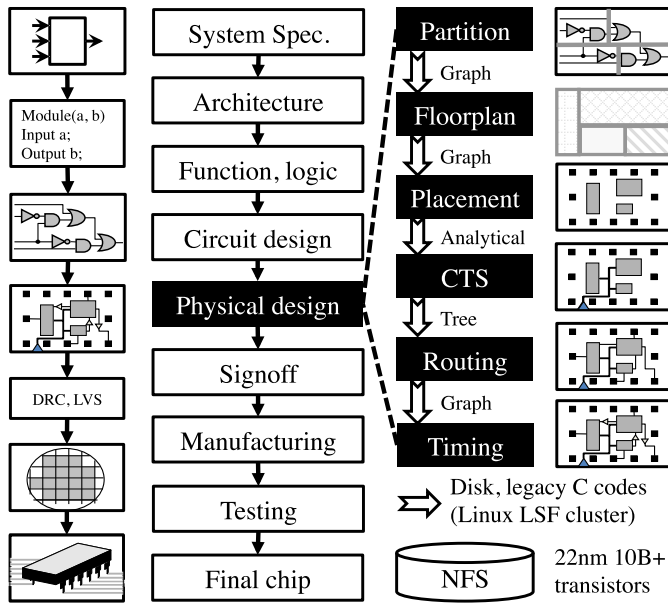 Module(a, b)
Input a;
Output b;
DRC, LVS
System Spec.
Architecture
Function, logic
Circuit design
Physical design
Signoff
Manufacturing
Testing
Final chip
Partition
Graph
Floorplan
Graph
Placement
Analytical
CTS
Tree
Routing
Graph
Timing
Disk, legacy C codes
(Linux LSF cluster)
NFS
22nm 10B+
transistors